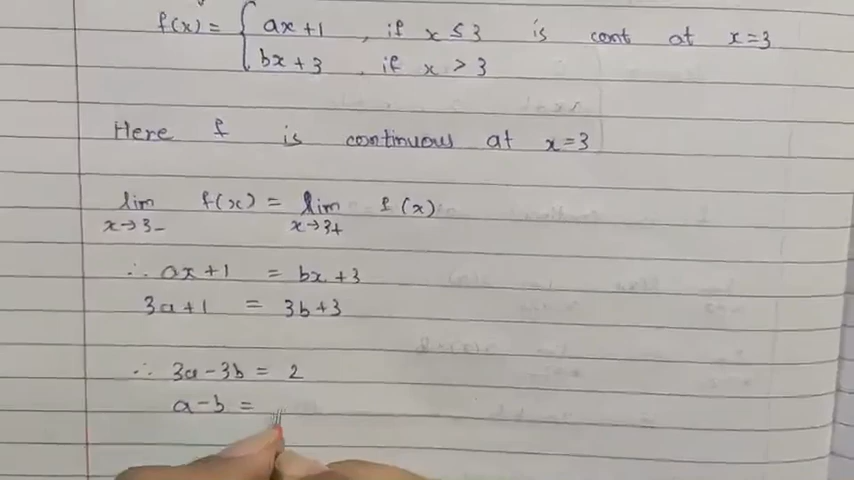 f(x) = { ax + 1 , if x ≤ 3 is cont at x = 3
bx + 3 , if x > 3
Here f is continuous at x = 3
lim f(x) = lim f(x)
x→3- x→3+
∴ ax + 1 = bx + 3
3a + 1 = 3b + 3
∴ 3a - 3b = 2
a - b =